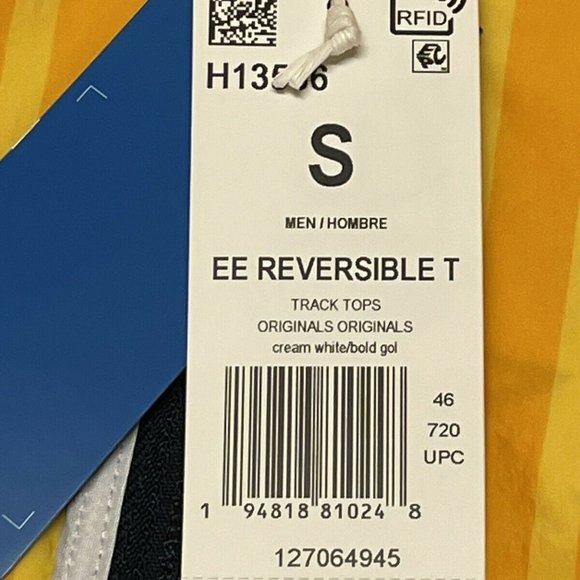 RFID
S
MEN / HOMBRE
EE REVERSIBLE T
TRACK TOPS
ORIGINALS ORIGINALS
cream white/bold gol
46
720
UPC
1 94818 81024 8
127064945